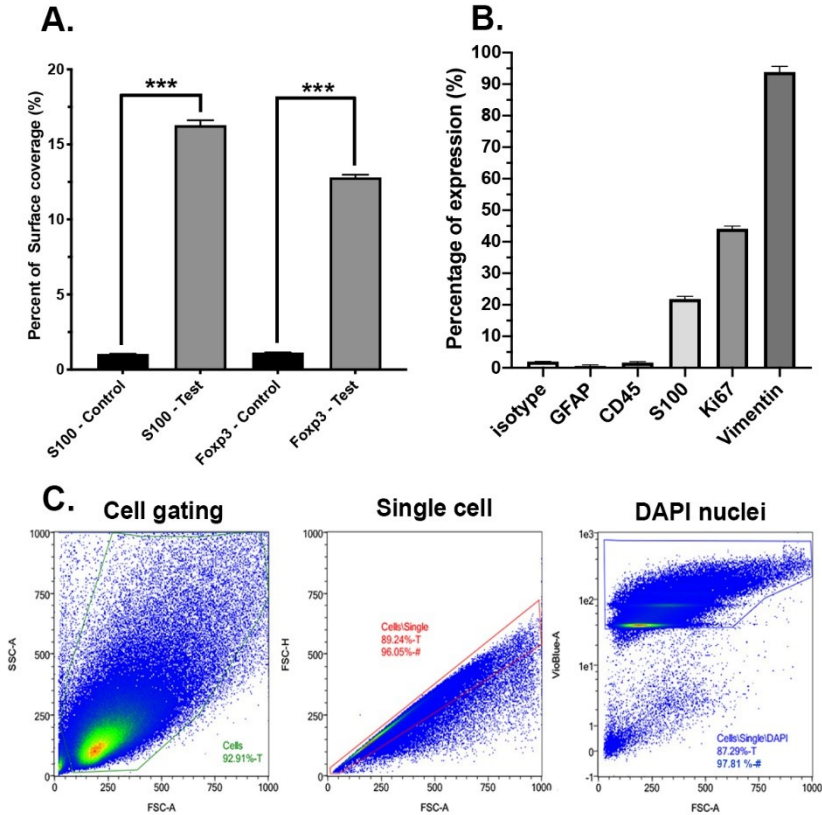 A.
Percent of Surface coverage (%)
20
15
10
5
0
***
***
S100 - Control
S100 - Test
Foxp3 - Control
Foxp3 - Test
B.
Percentage of expression (%)
100
90
80
70
60
50
40
30
20
10
0
isotype
GFAP
CD45
S100
Ki67
Vimentin
C.
Cell gating
SSC-A
1000
750
500
250
0
Cells
92.91%-T
0 250 500 750 1000
FSC-A
Single cell
FSC-H
1000
750
500
250
0
Cells\Single
89.24%-T
96.05%-#
0 250 500 750 1000
FSC-A
DAPI nuclei
VioBlue-A
1e3
1e2
1e1
1
0
-1
Cells\Single\DAPI
87.29%-T
97.81 %-#
0 250 500 750 1000
FSC-A